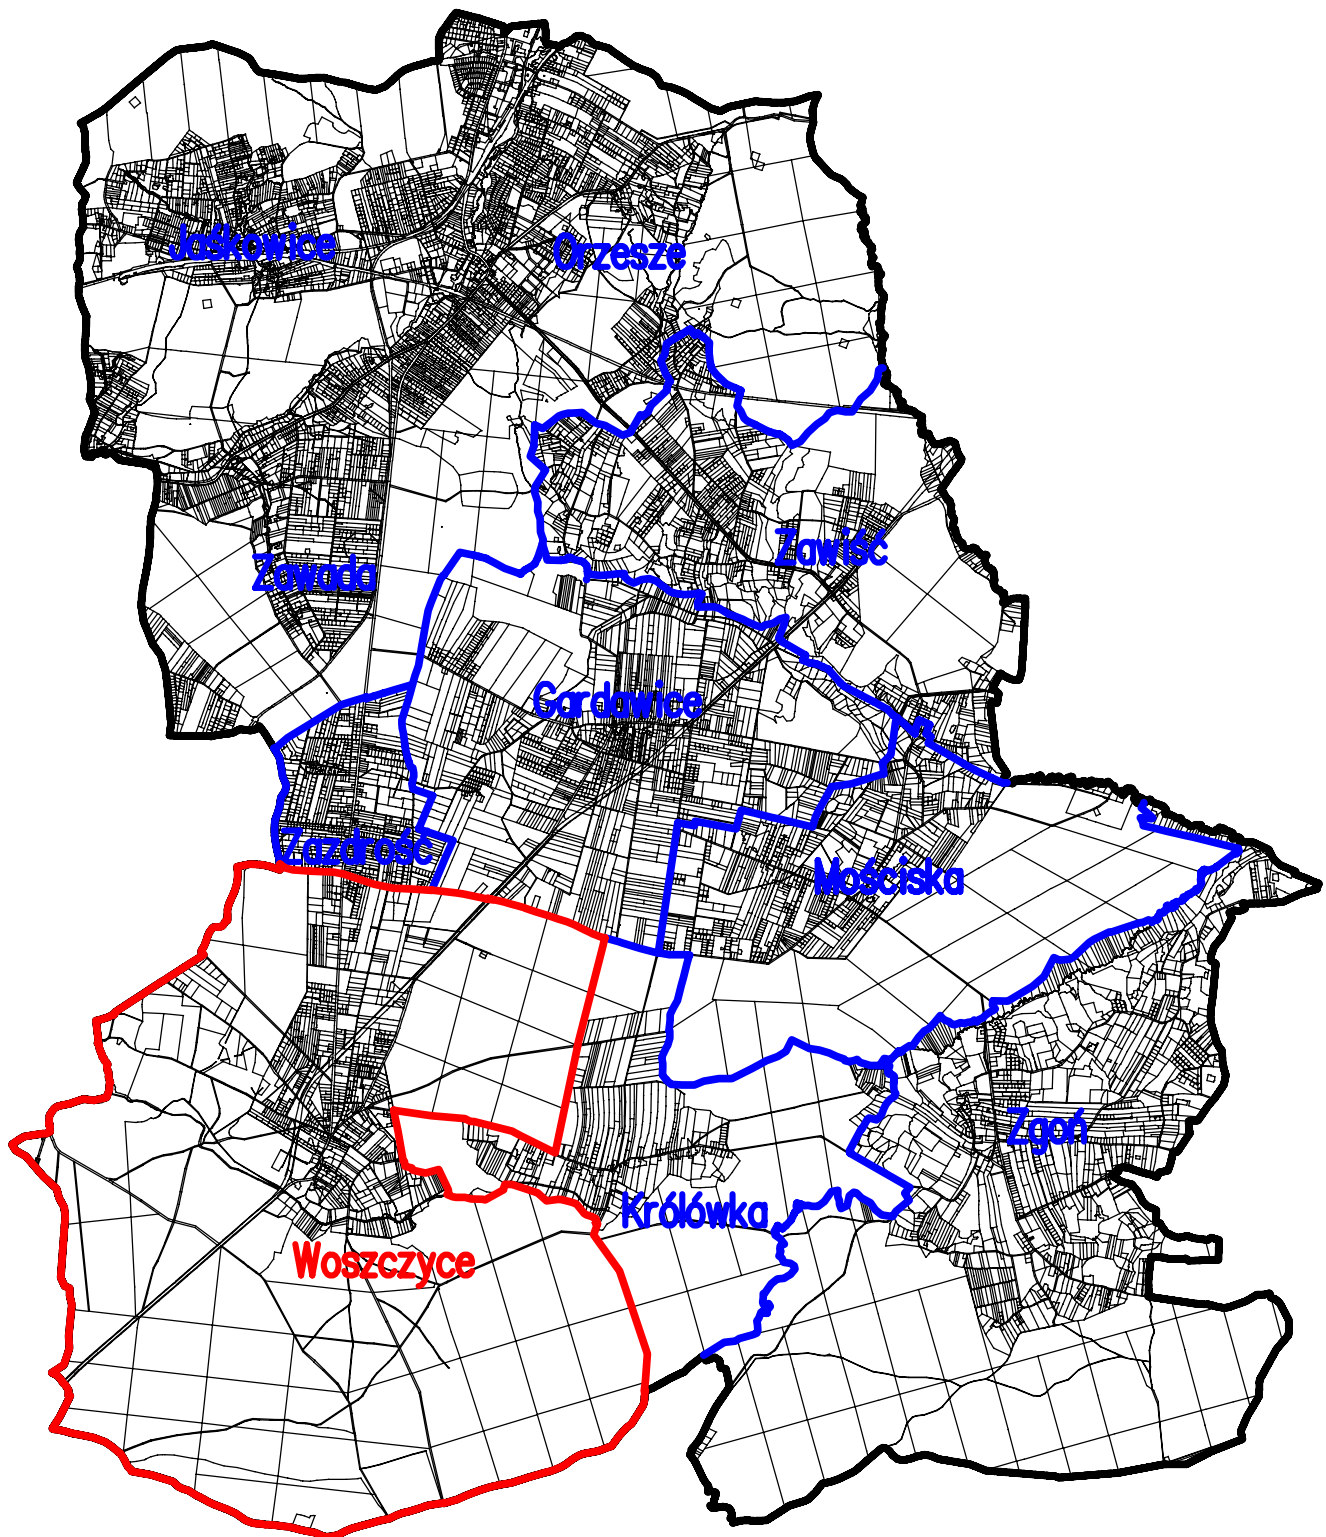 Jaśkowice
Orzesze
Zawiść
Zawada
Gardawice
Zazdrość
Mościska
Zgoń
Królówka
Woszczyce